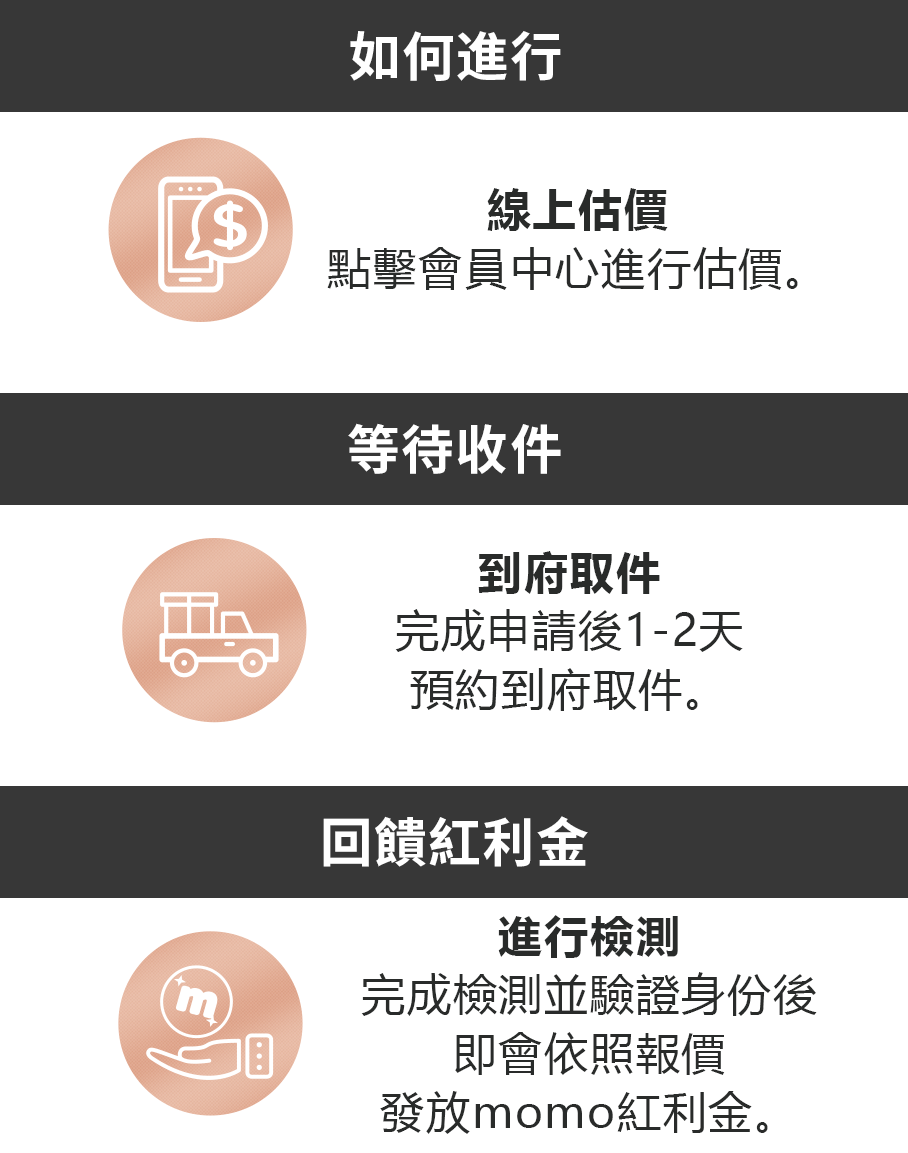 如何進行
$
線上估價
點擊會員中心進行估價。
等待收件
到府取件
完成申請後1-2天
預約到府取件。
回饋紅利金
m
進行檢測
完成檢測並驗證身份後
即會依照報價
發放momo紅利金。